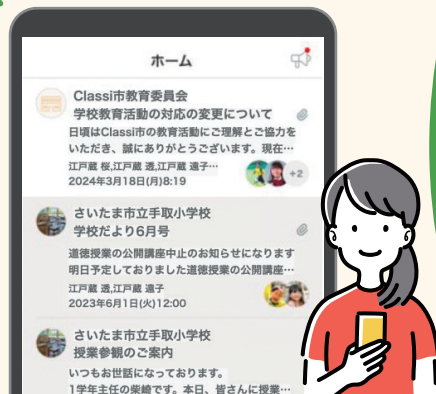 ホーム
Classi市教育委員会
学校教育活動の対応の変更について
日頃はClassi市の教育活動にご理解とご協力を
いただき、誠にありがとうございます。現在…
江戸蔵 桜,江戸蔵 透,江戸蔵 遠子…
+2
2024年3月18日(月)8:19
さいたま市立手取小学校
学校だより6月号
道徳授業の公開講座中止のお知らせになります
明日予定しておりました道徳授業の公開講座…
江戸蔵 透,江戸蔵 遠子
2023年6月1日(火)12:00
さいたま市立手取小学校
授業参観のご案内
いつもお世話になっております。
1学年主任の柴崎です。本日、皆さんに授業…